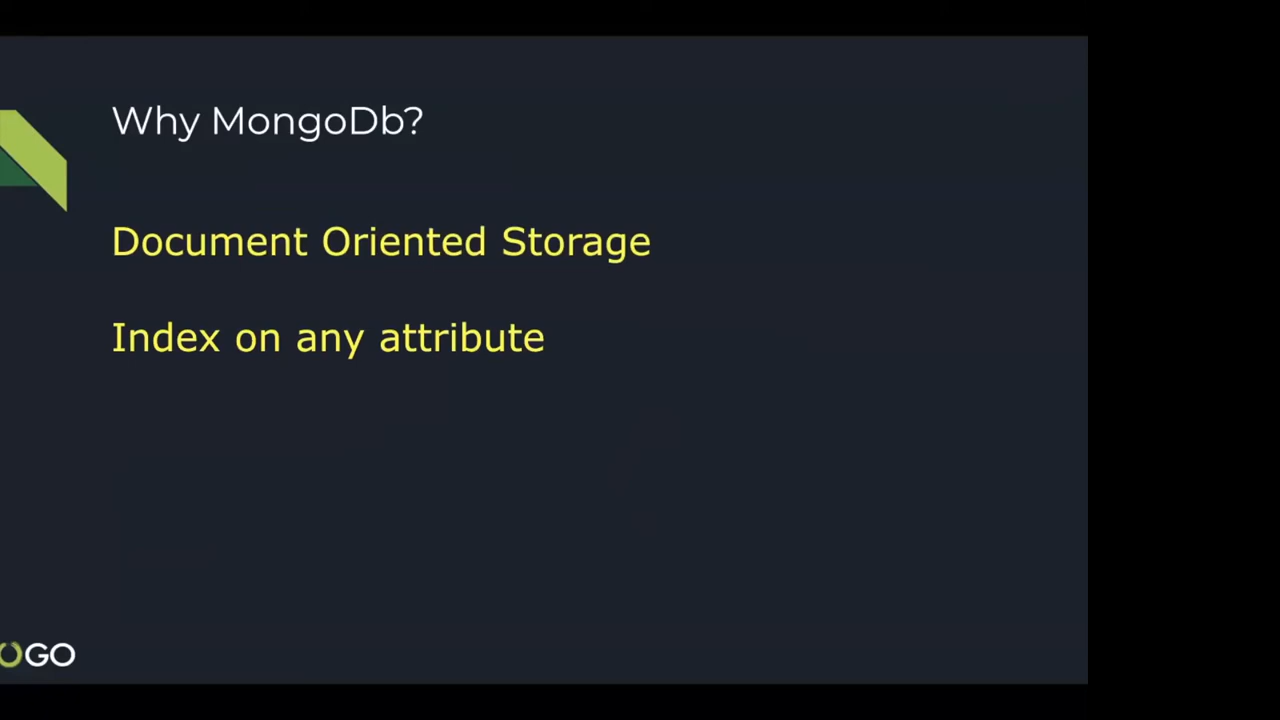 Why MongoDb?
Document Oriented Storage
Index on any attribute
GO